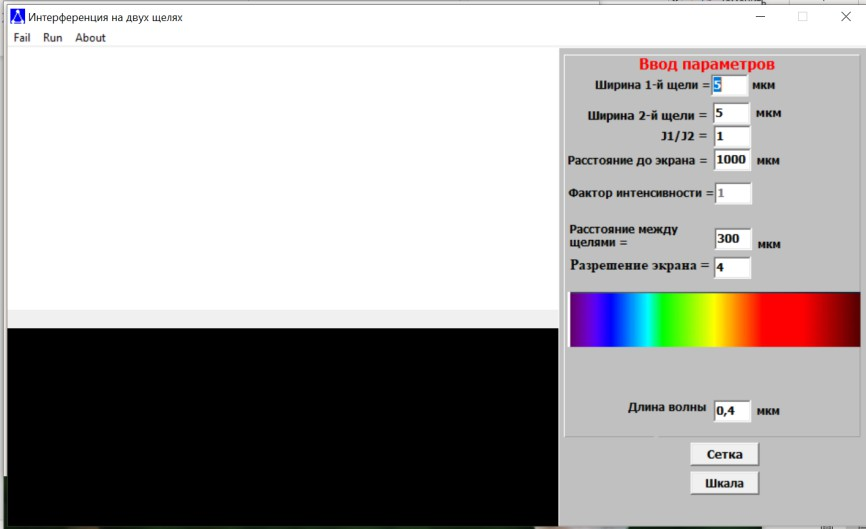 Интерференция на двух щелях
Fail Run About
Ввод параметров
Ширина 1-й щели = 5 мкм
Ширина 2-й щели = 5 мкм
J1/J2 = 1
Расстояние до экрана = 1000 мкм
Фактор интенсивности = 1
Расстояние между
щелями = 300 мкм
Разрешение экрана = 4
Длина волны 0,4 мкм
Сетка
Шкала